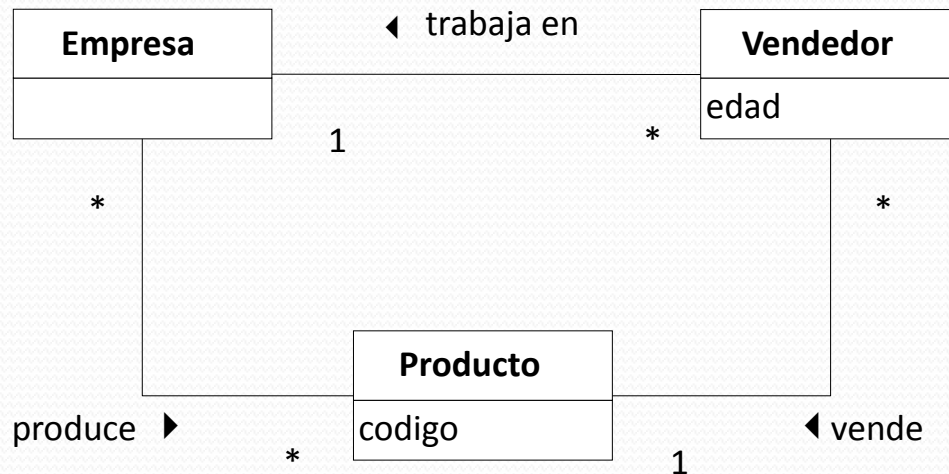 ◀ trabaja en
Empresa
Vendedor
edad
1
*
*
*
Producto
codigo
produce ▶
◀ vende
*
1